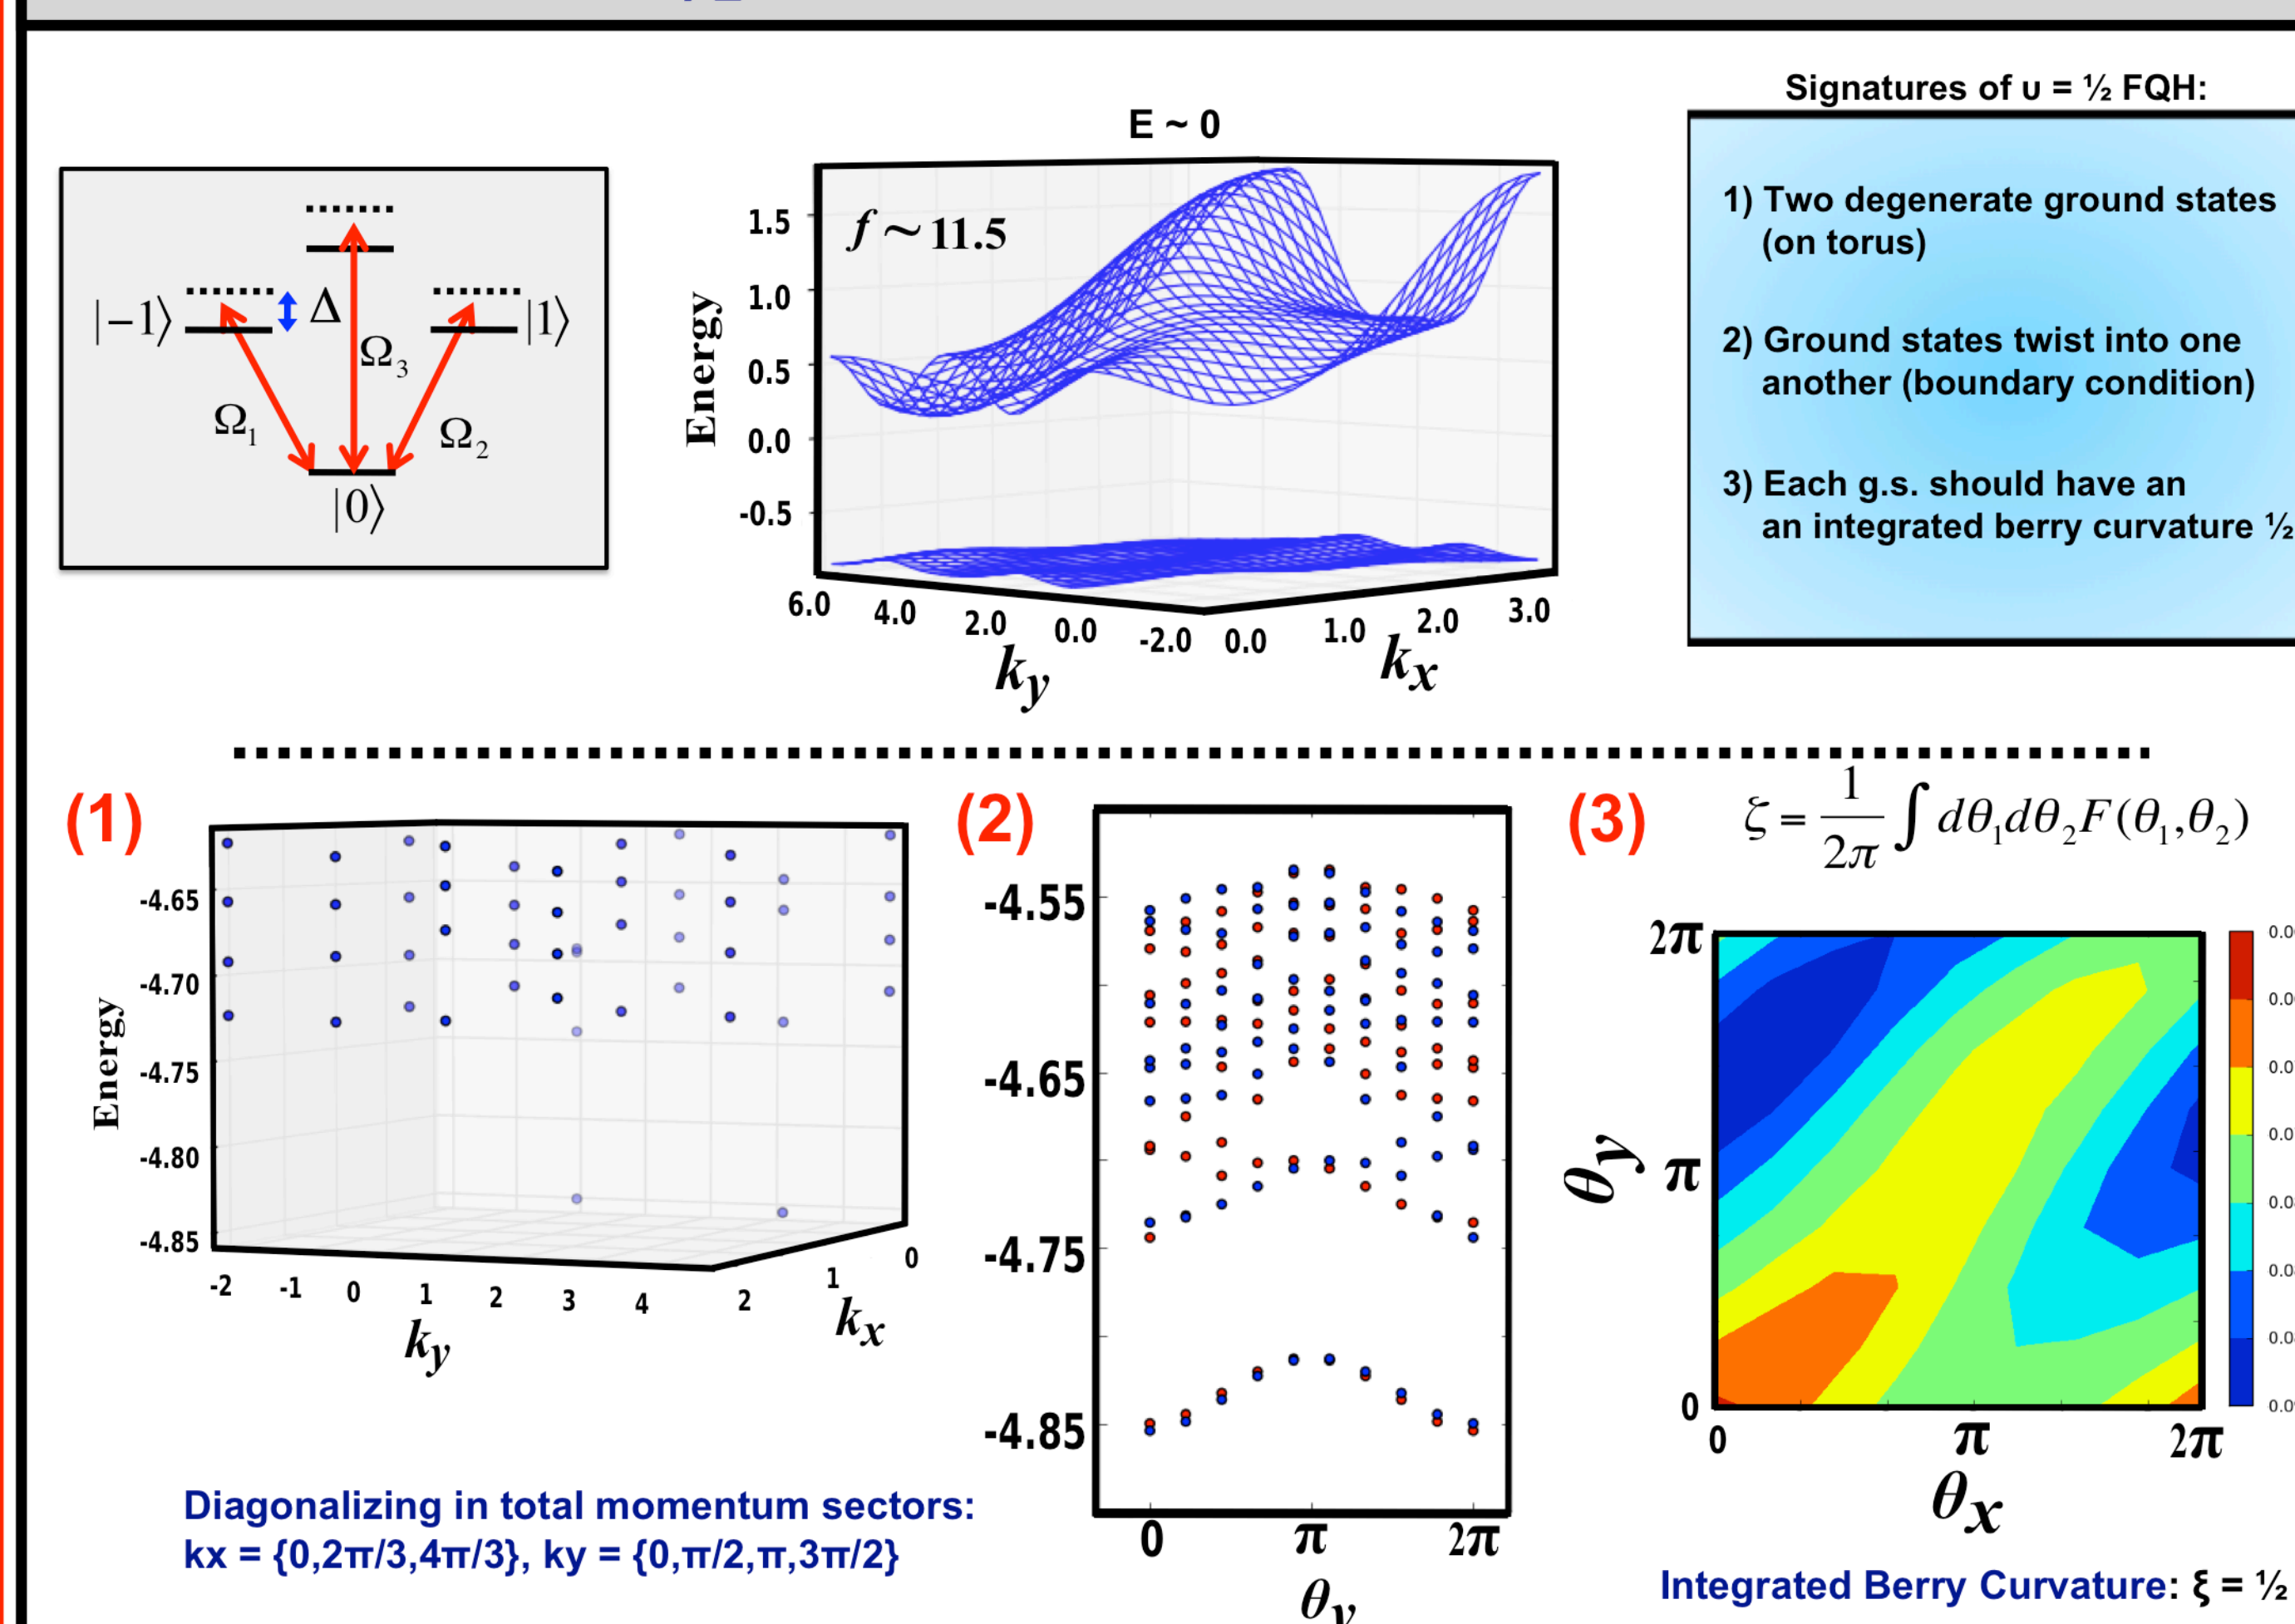 E ~ 0
f ~ 11.5
Energy
1.5
1.0
0.5
0.0
-0.5
6.0 4.0 2.0 0.0 -2.0
0.0 1.0 2.0 3.0
k_y
k_x
|−1⟩
Δ
|1⟩
Ω₃
Ω₁
Ω₂
|0⟩
Signatures of υ = ½ FQH:
1) Two degenerate ground states
(on torus)
2) Ground states twist into one
another (boundary condition)
3) Each g.s. should have an
an integrated berry curvature ½
(1)
Energy
-4.65
-4.70
-4.75
-4.80
-4.85
-2 -1 0 1 2 3 4
2 1 0
k_y
k_x
Diagonalizing in total momentum sectors:
kx = {0,2π/3,4π/3}, ky = {0,π/2,π,3π/2}
(2)
-4.55
-4.65
-4.75
-4.85
0 π 2π
θ_y
(3)
ζ = 1/2π ∫ dθ₁dθ₂F(θ₁,θ₂)
2π
π
0
θ_y
0 π 2π
θ_x
Integrated Berry Curvature: ξ = ½